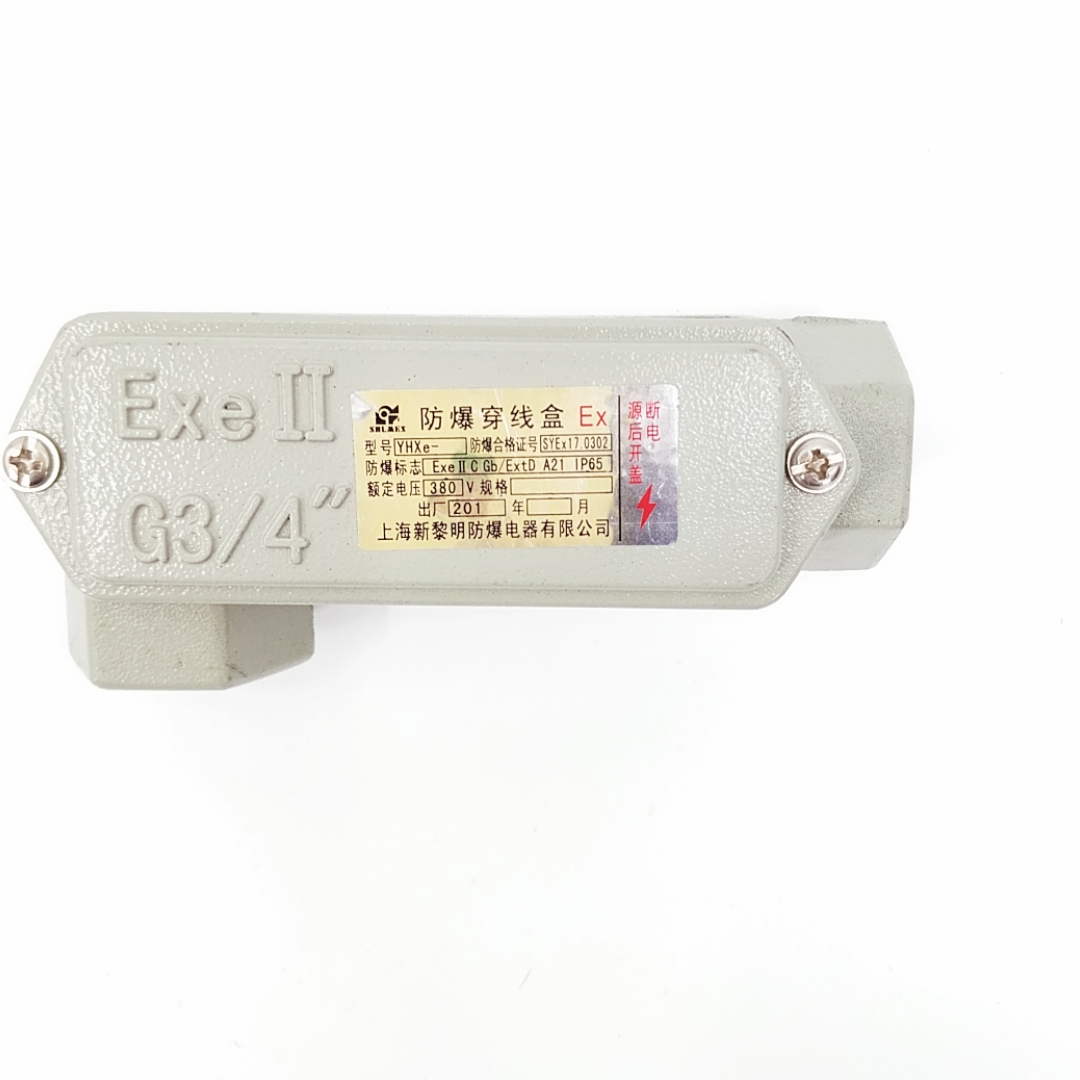 Exe II
G3/4"
SHLMEX 防爆穿线盒 Ex
型号 YHXe- 防爆合格证号 SYEx17.0302
防爆标志 Exe II C Gb/ExtD A21 IP65
额定电压 380 V 规格
出厂 201 年 月
上海新黎明防爆电器有限公司
断电
源后开盖